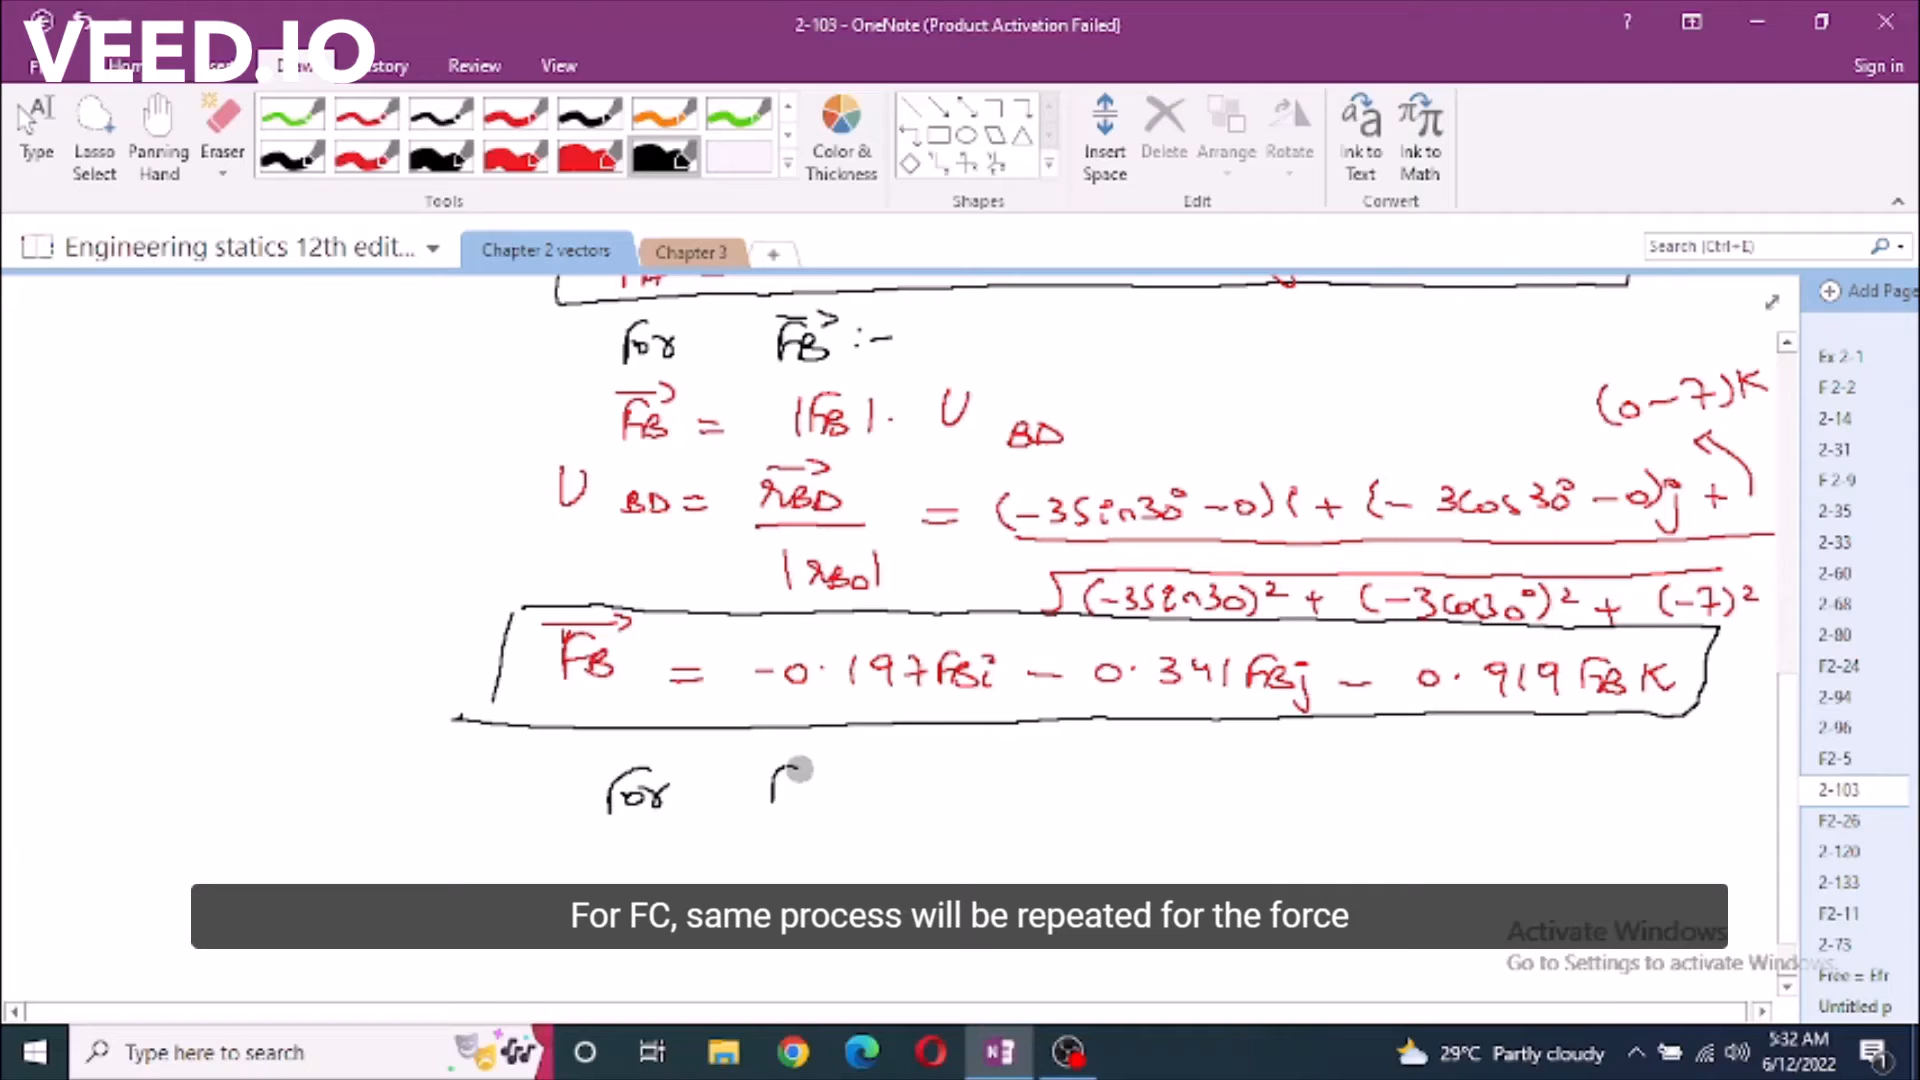 VEED.IO
2-103 - OneNote (Product Activation Failed)
Draw
Review
View
Sign in
Type
Lasso Select
Panning Hand
Eraser
Color & Thickness
Insert Space
Delete
Arrange
Rotate
Ink to Text
Ink to Math
Tools
Shapes
Edit
Convert
Engineering statics 12th edit...
Chapter 2 vectors
Chapter 3
Search (Ctrl+E)
Add Page
for FB :-
FB = |FB| . U BD
(0-7)K
U BD = rBD / |rBD| = (-3Sin30° -0)i + (- 3Cos30° -0)j +
√(-3Sin30)² + (-3Cos30°)² + (-7)²
FB = -0.197FBi - 0.341FBj - 0.919FBK
for
For FC, same process will be repeated for the force
Activate Windows
Go to Settings to activate Windows.
Ex 2-1
F 2-2
2-14
2-31
F 2-9
2-35
2-33
2-60
2-68
2-80
F2-24
2-94
2-96
F2-5
2-103
F2-26
2-120
2-133
F2-11
2-73
Free = Efr
Untitled p
Type here to search
29°C Partly cloudy
5:32 AM
6/12/2022